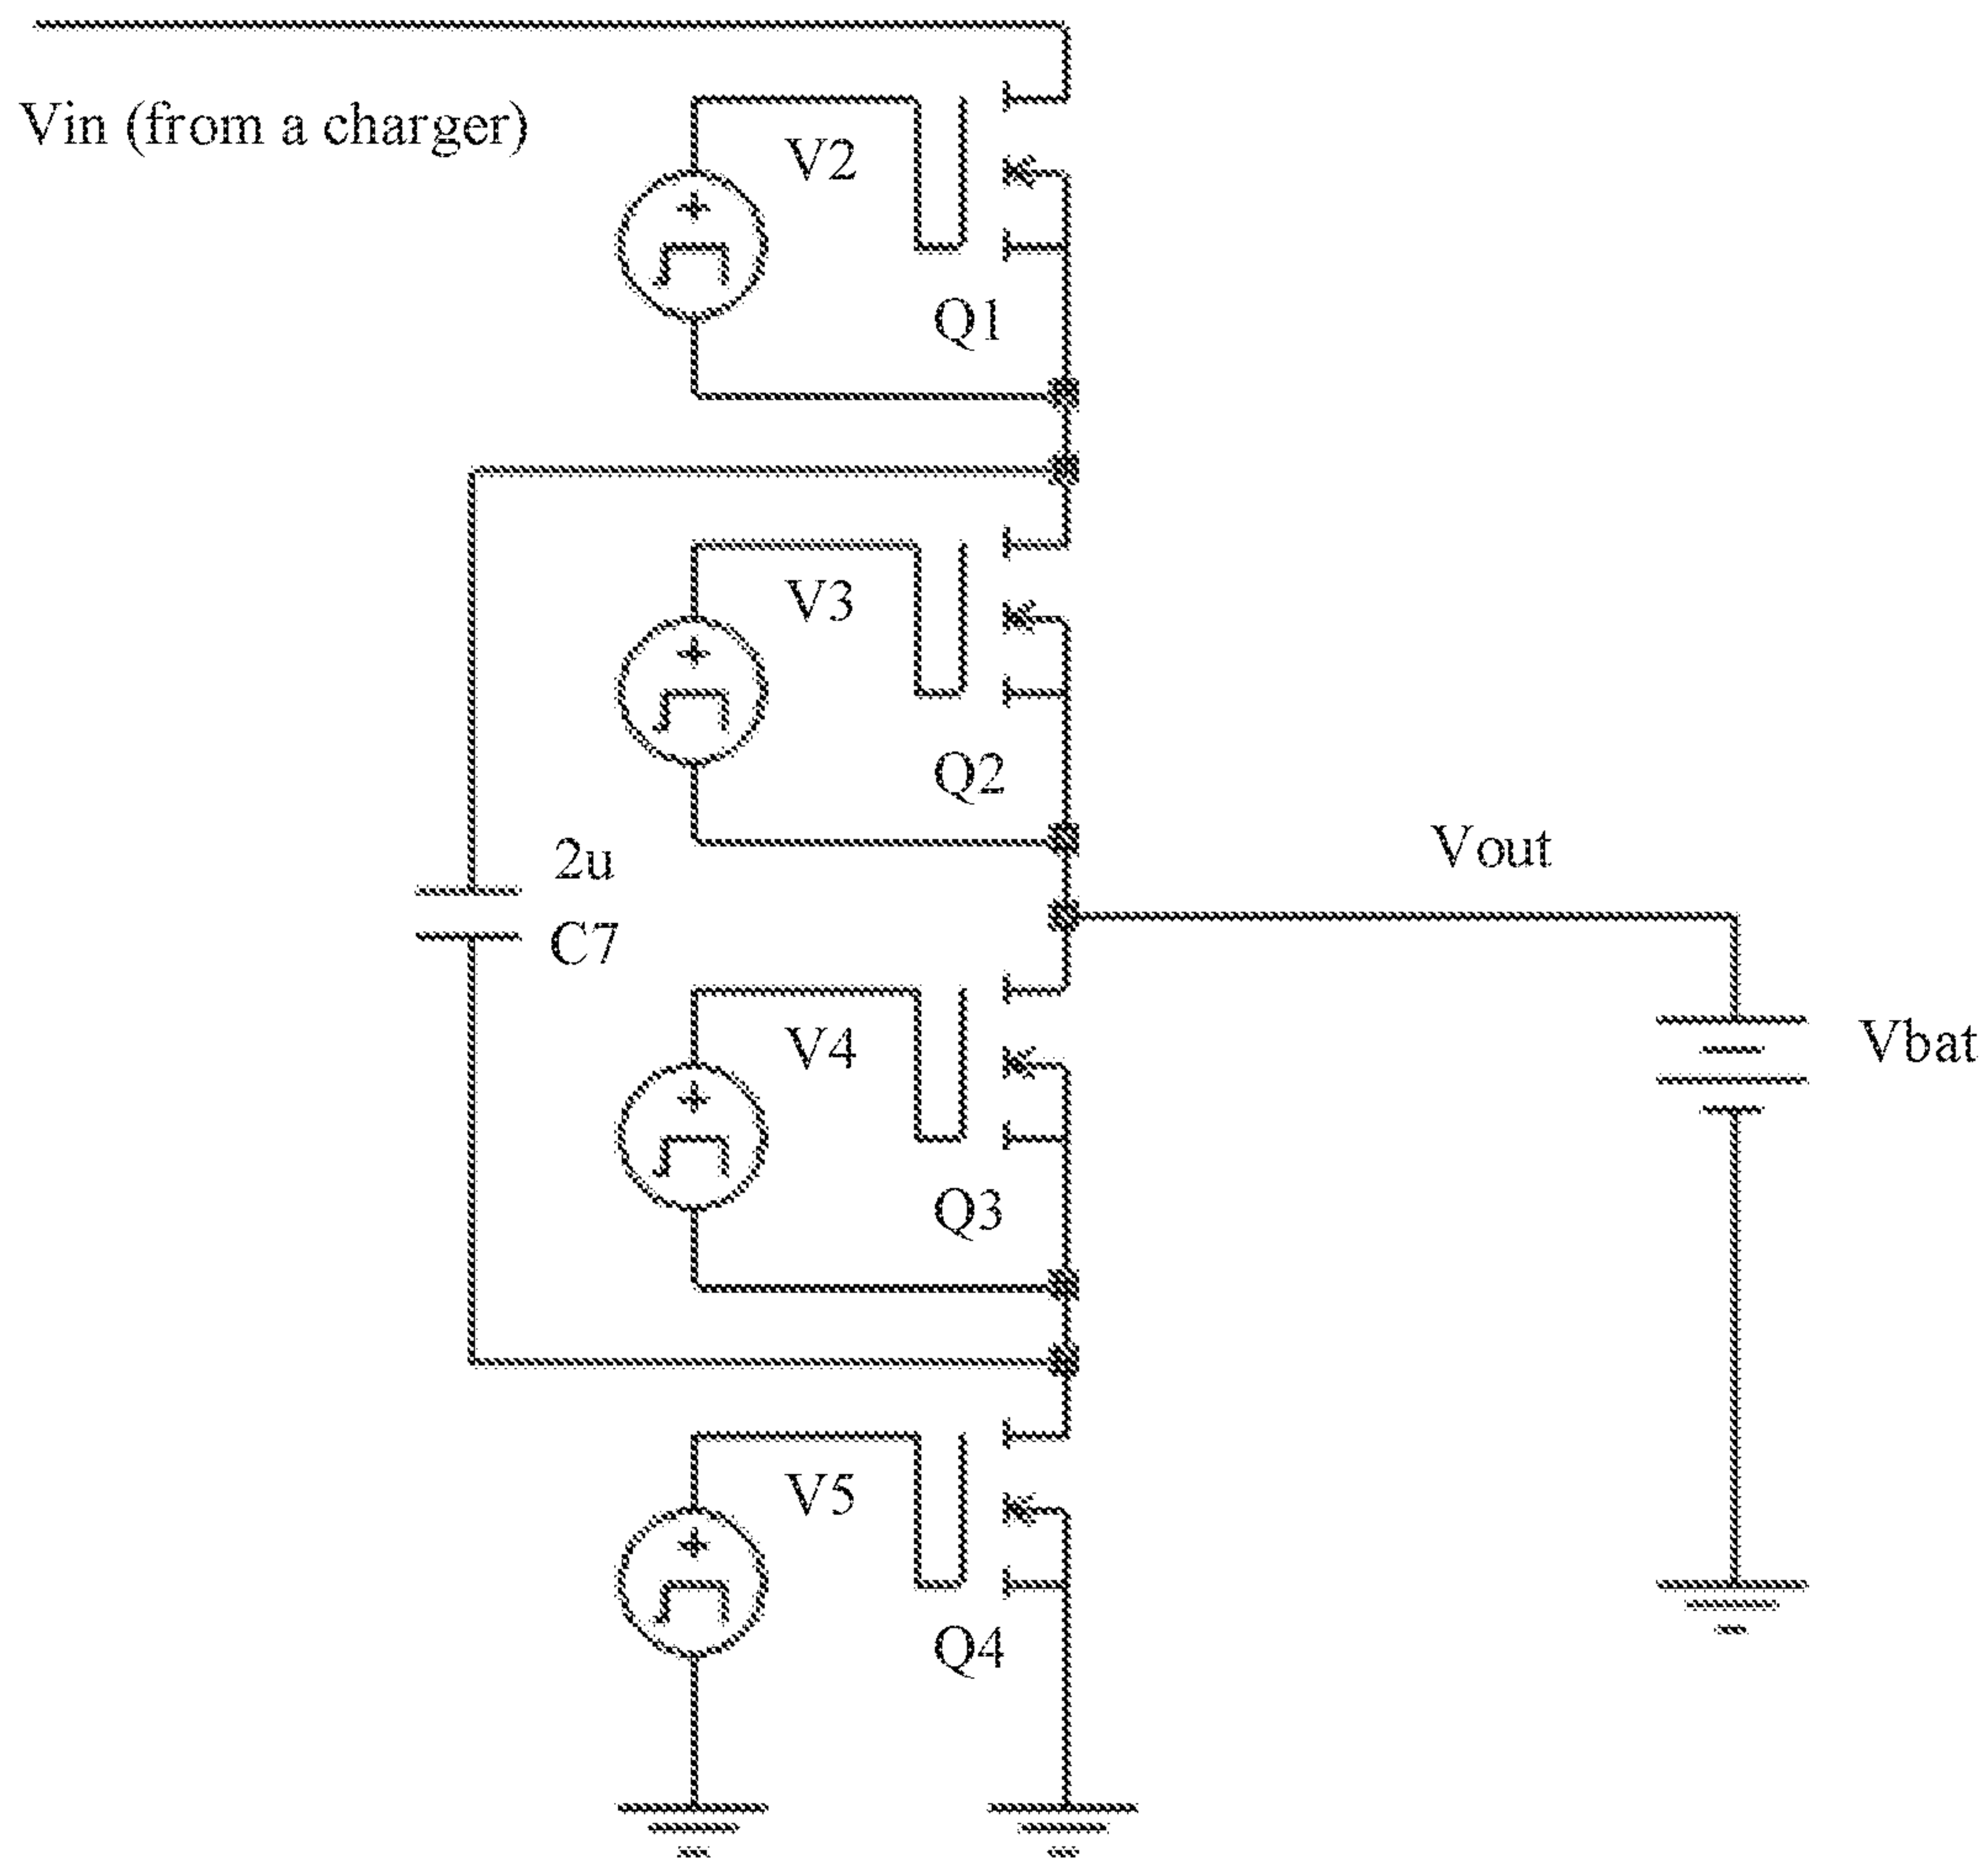 Vin (from a charger)
V2
Q1
V3
Q2
2u
C7
Vout
V4
Vbat
Q3
V5
Q4